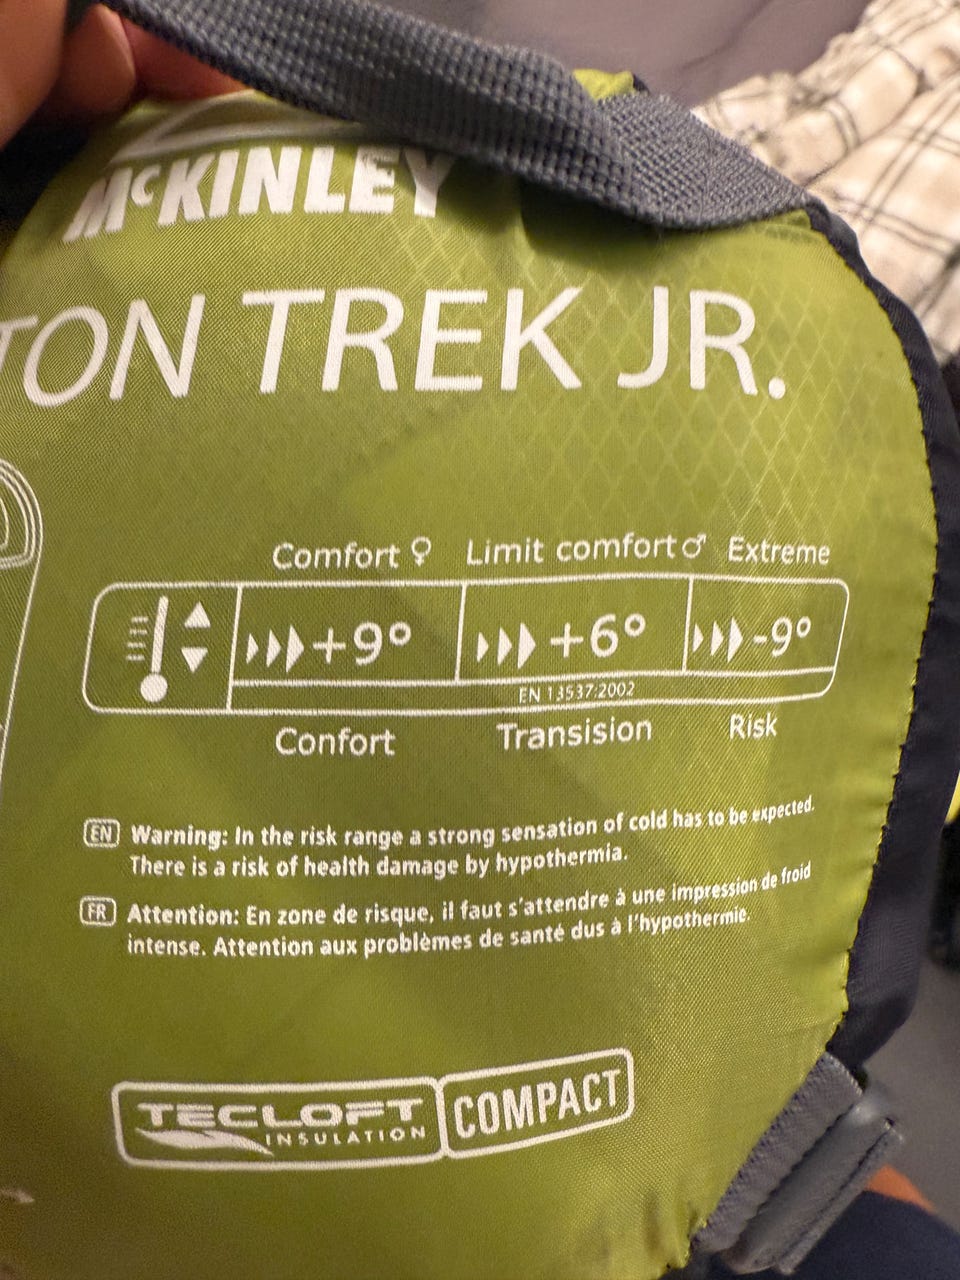 McKINLEY
TON TREK JR.
Comfort ♀ Limit comfort ♂ Extreme
+9° +6° -9°
EN 13537:2002
Confort Transision Risk
EN Warning: In the risk range a strong sensation of cold has to be expected.
There is a risk of health damage by hypothermia.
FR Attention: En zone de risque, il faut s'attendre à une impression de froid
intense. Attention aux problèmes de santé dus à l'hypothermie.
TECLOFT COMPACT
INSULATION